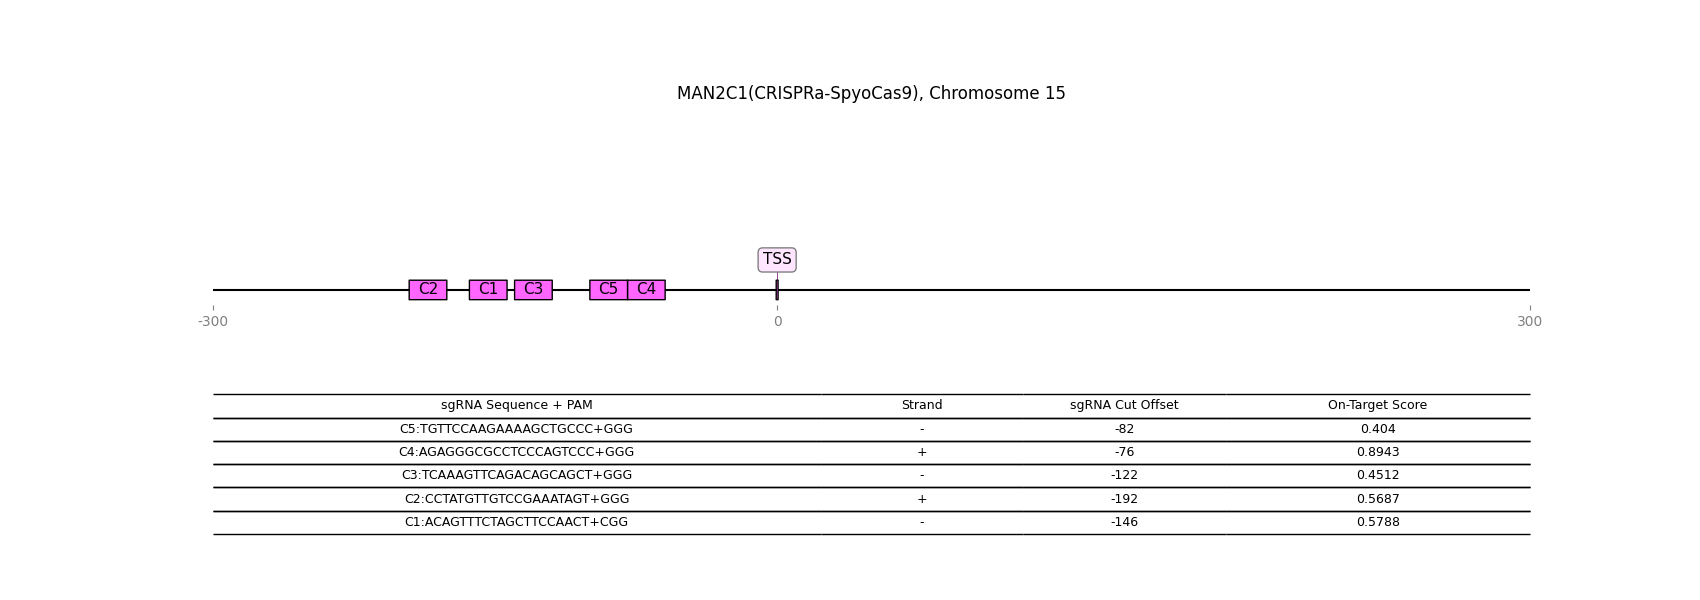 MAN2C1(CRISPRa-SpyoCas9), Chromosome 15
TSS
C2 C1 C3 C5 C4
-300 0 300
sgRNA Sequence + PAM Strand sgRNA Cut Offset On-Target Score
C5:TGTTCCAAGAAAAGCTGCCC+GGG - -82 0.404
C4:AGAGGGCGCCTCCCAGTCCC+GGG + -76 0.8943
C3:TCAAAGTTCAGACAGCAGCT+GGG - -122 0.4512
C2:CCTATGTTGTCCGAAATAGT+GGG + -192 0.5687
C1:ACAGTTTCTAGCTTCCAACT+CGG - -146 0.5788